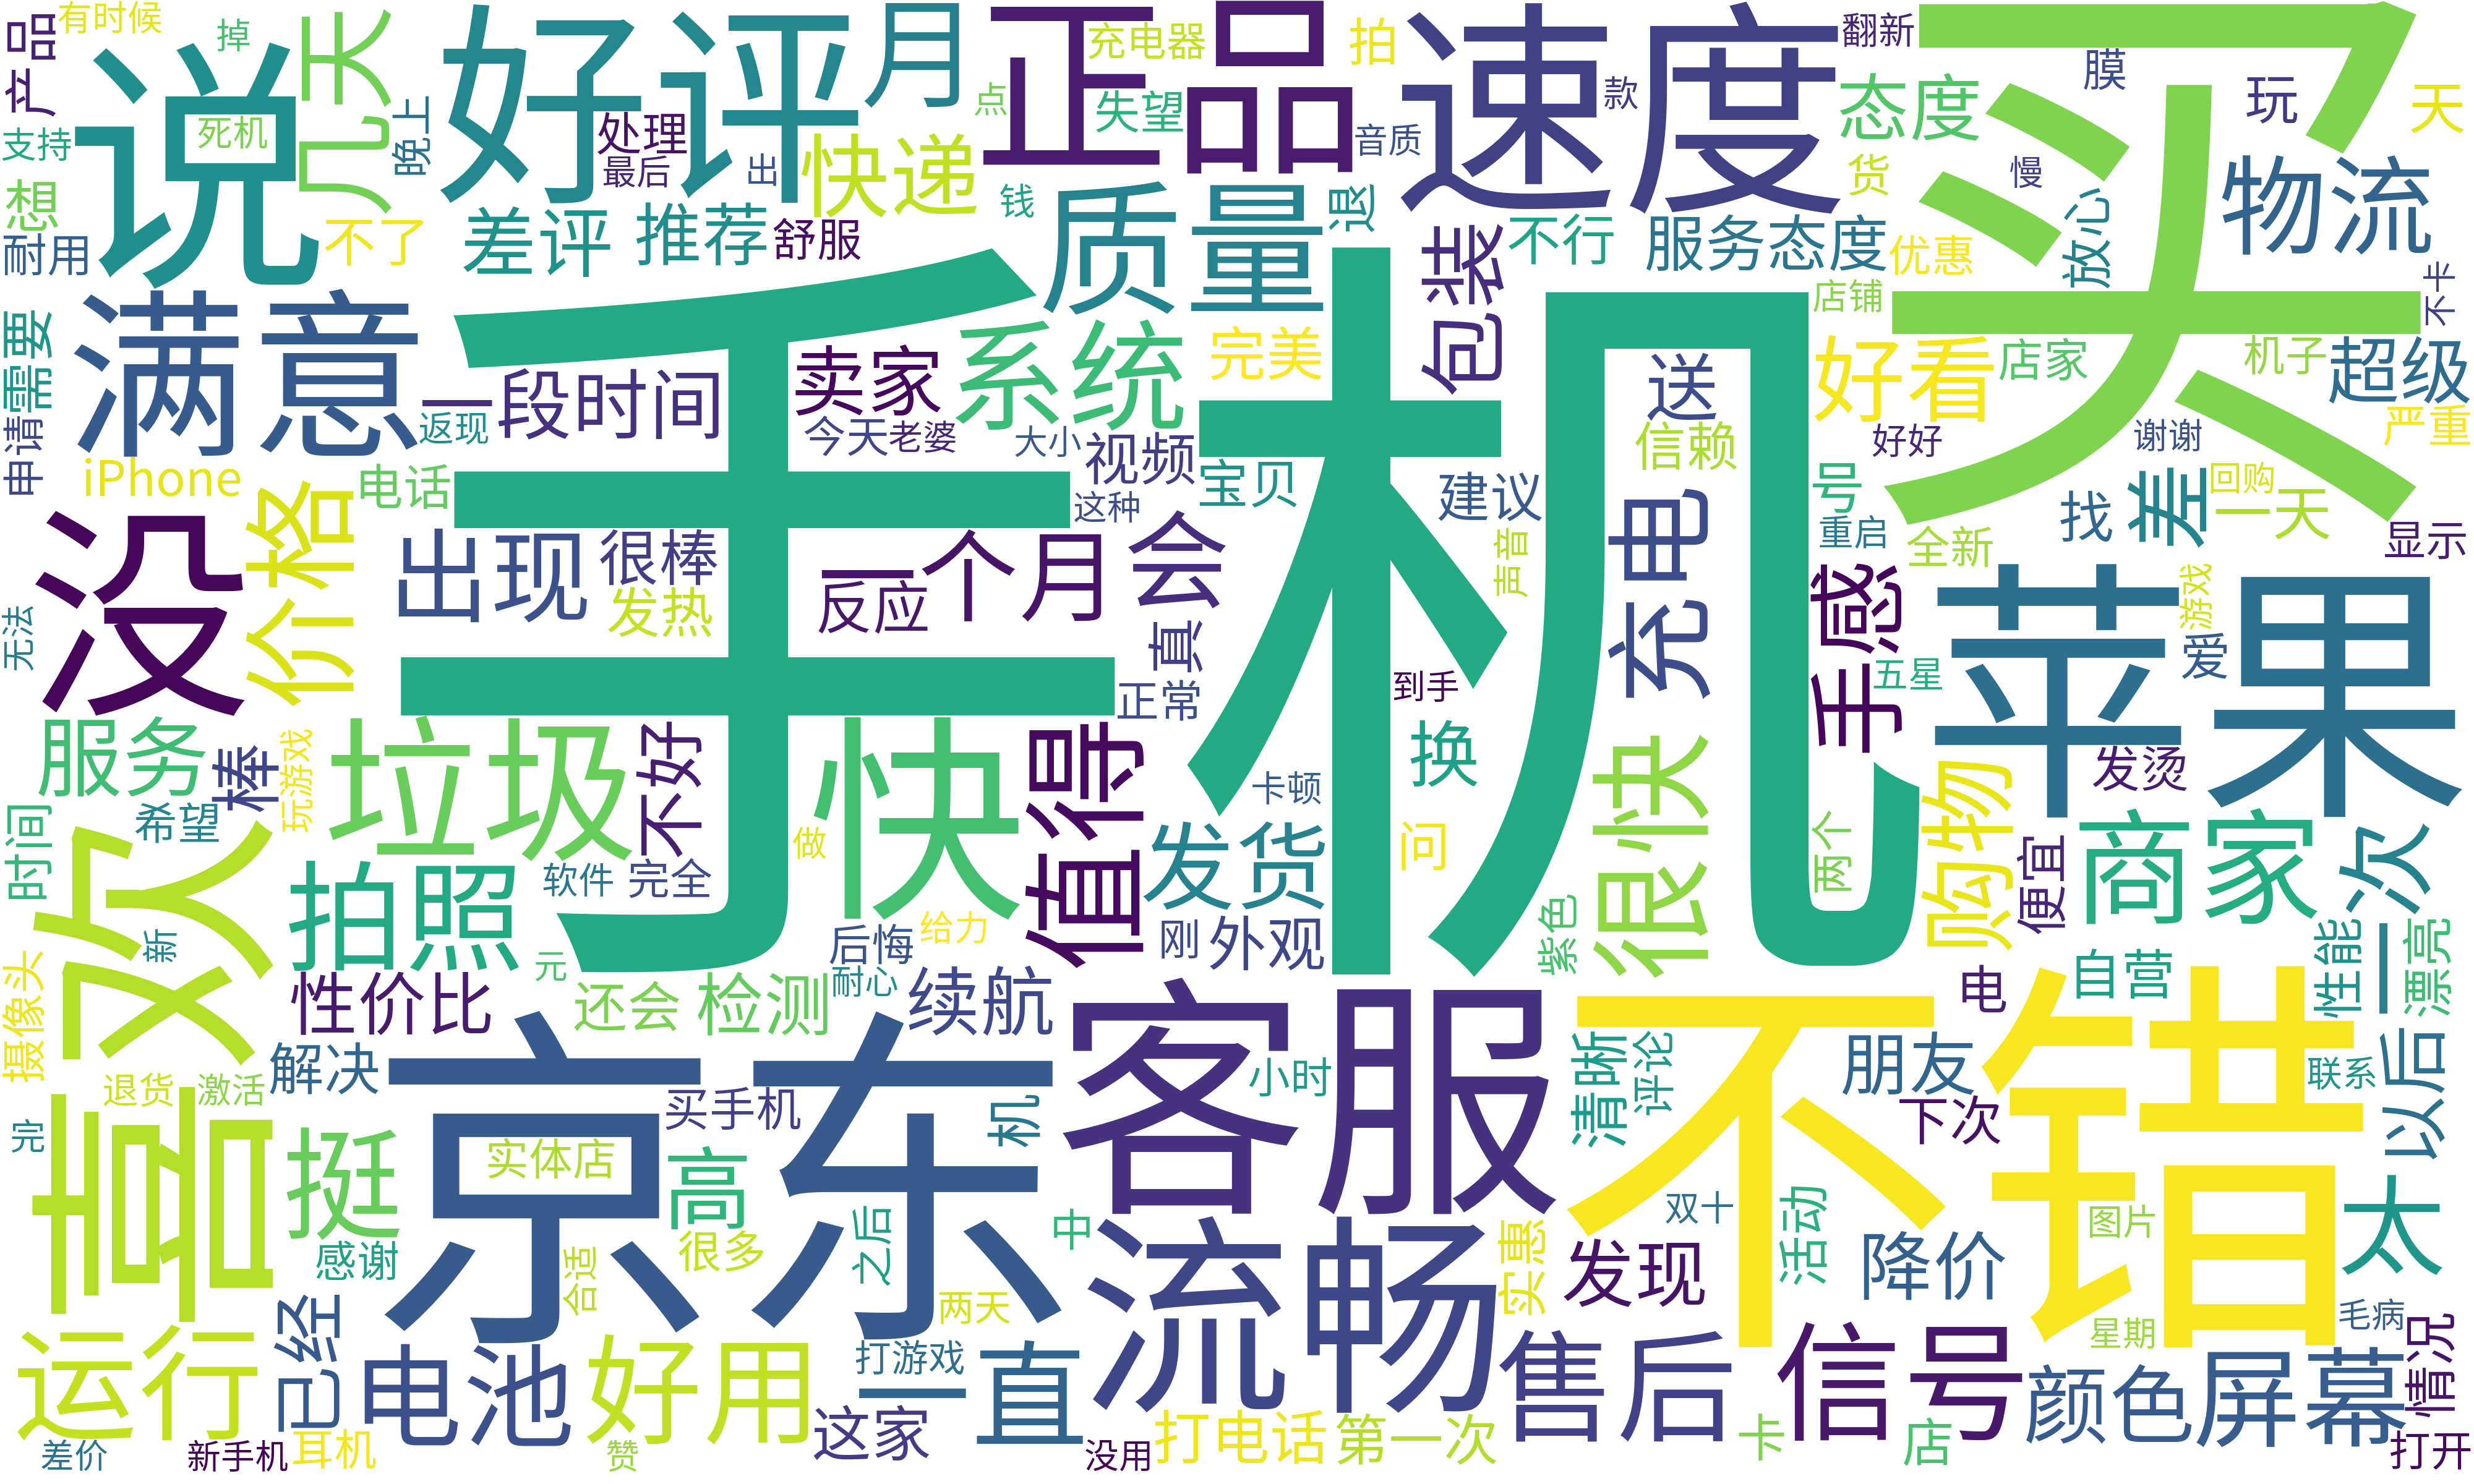 有时候
掉
产品
支持
死机
想
耐用
说
几天
晚上
不了
好评
月
处理
最后
出
快递
差评
推荐
舒服
正品
点
充电器
失望
钱
质量
退
拍
音质
速度
款
不行
包装
翻新
态度
货
服务态度
优惠
买
膜
慢
放心
玩
天
物流
不卡
店铺
需要
申请
满意
iPhone
返现
一段时间
卖家
今天
老婆
系统
大小
视频
完美
宝贝
这种
手机
送
信赖
建议
好看
店家
机子
超级
严重
好好
谢谢
号
重启
全新
找
差
回购
一天
显示
没
无法
价格
电话
出现
很棒
发热
反应
一个月
会
真
正常
声音
充电
到手
手感
五星
苹果
游戏
爱
发烫
服务
棒
玩游戏
垃圾
不好
快
做
值得
发货
卡顿
换
问
很快
两个
购物
便宜
商家
一次
时间
希望
喜欢
新
摄像头
拍照
软件
完全
后悔
给力
耐心
刚
外观
紫色
性价比
元
还会
检测
续航
电
自营
性能
漂亮
退货
激活
解决
完
京东
买手机
实体店
机
客服
小时
清晰
评论
不错
朋友
下次
联系
以后
挺
感谢
高
很多
合适
之后
中
两天
流畅
实惠
双十
发现
活动
降价
图片
太
星期
毛病
情况
运行
已经
电池
好用
打游戏
一直
售后
信号
颜色
屏幕
差价
新手机
耳机
赞
这家
没用
打电话
第一次
卡
店
打开